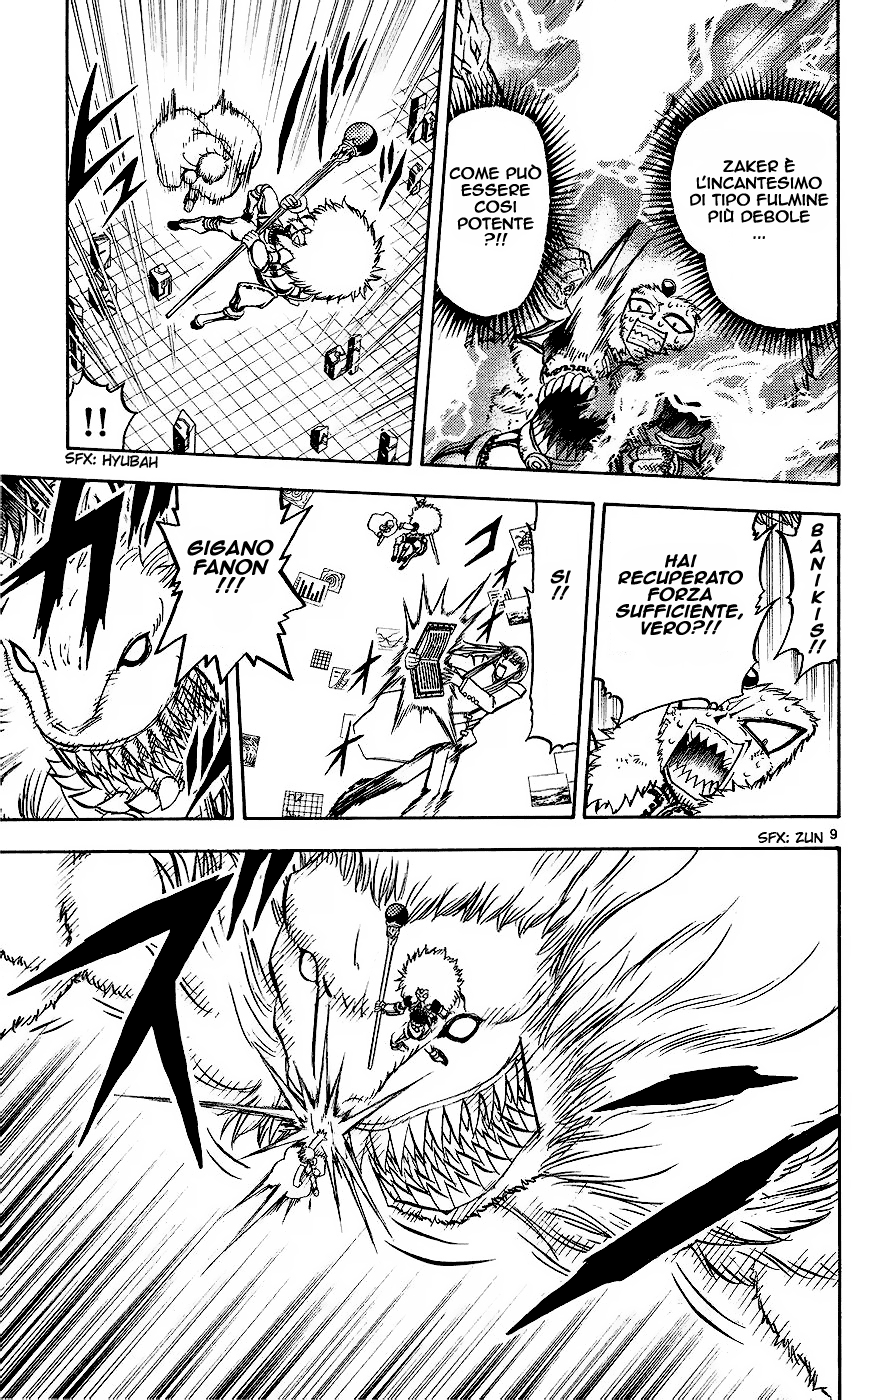 ZAKER È
L'INCANTESIMO
DI TIPO FULMINE
PIÙ DEBOLE
...
COME PUÒ
ESSERE
COSI
POTENTE
?!!
!!
SFX: HYUBAH
BANIKIS!!
HAI
RECUPERATO
FORZA
SUFFICIENTE,
VERO?!!
SI
!!
GIGANO
FANON
!!!
SFX: ZUN 9